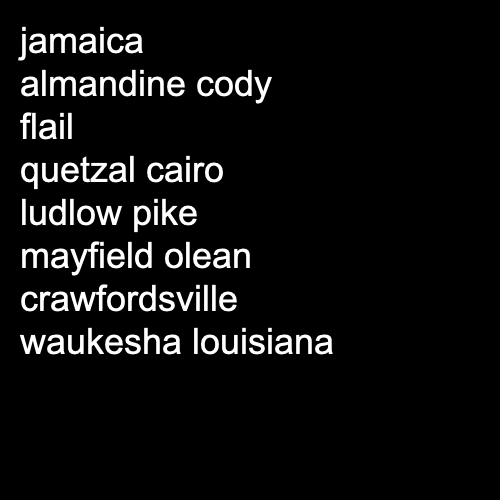 jamaica
almandine cody
flail
quetzal cairo
ludlow pike
mayfield olean
crawfordsville
waukesha louisiana